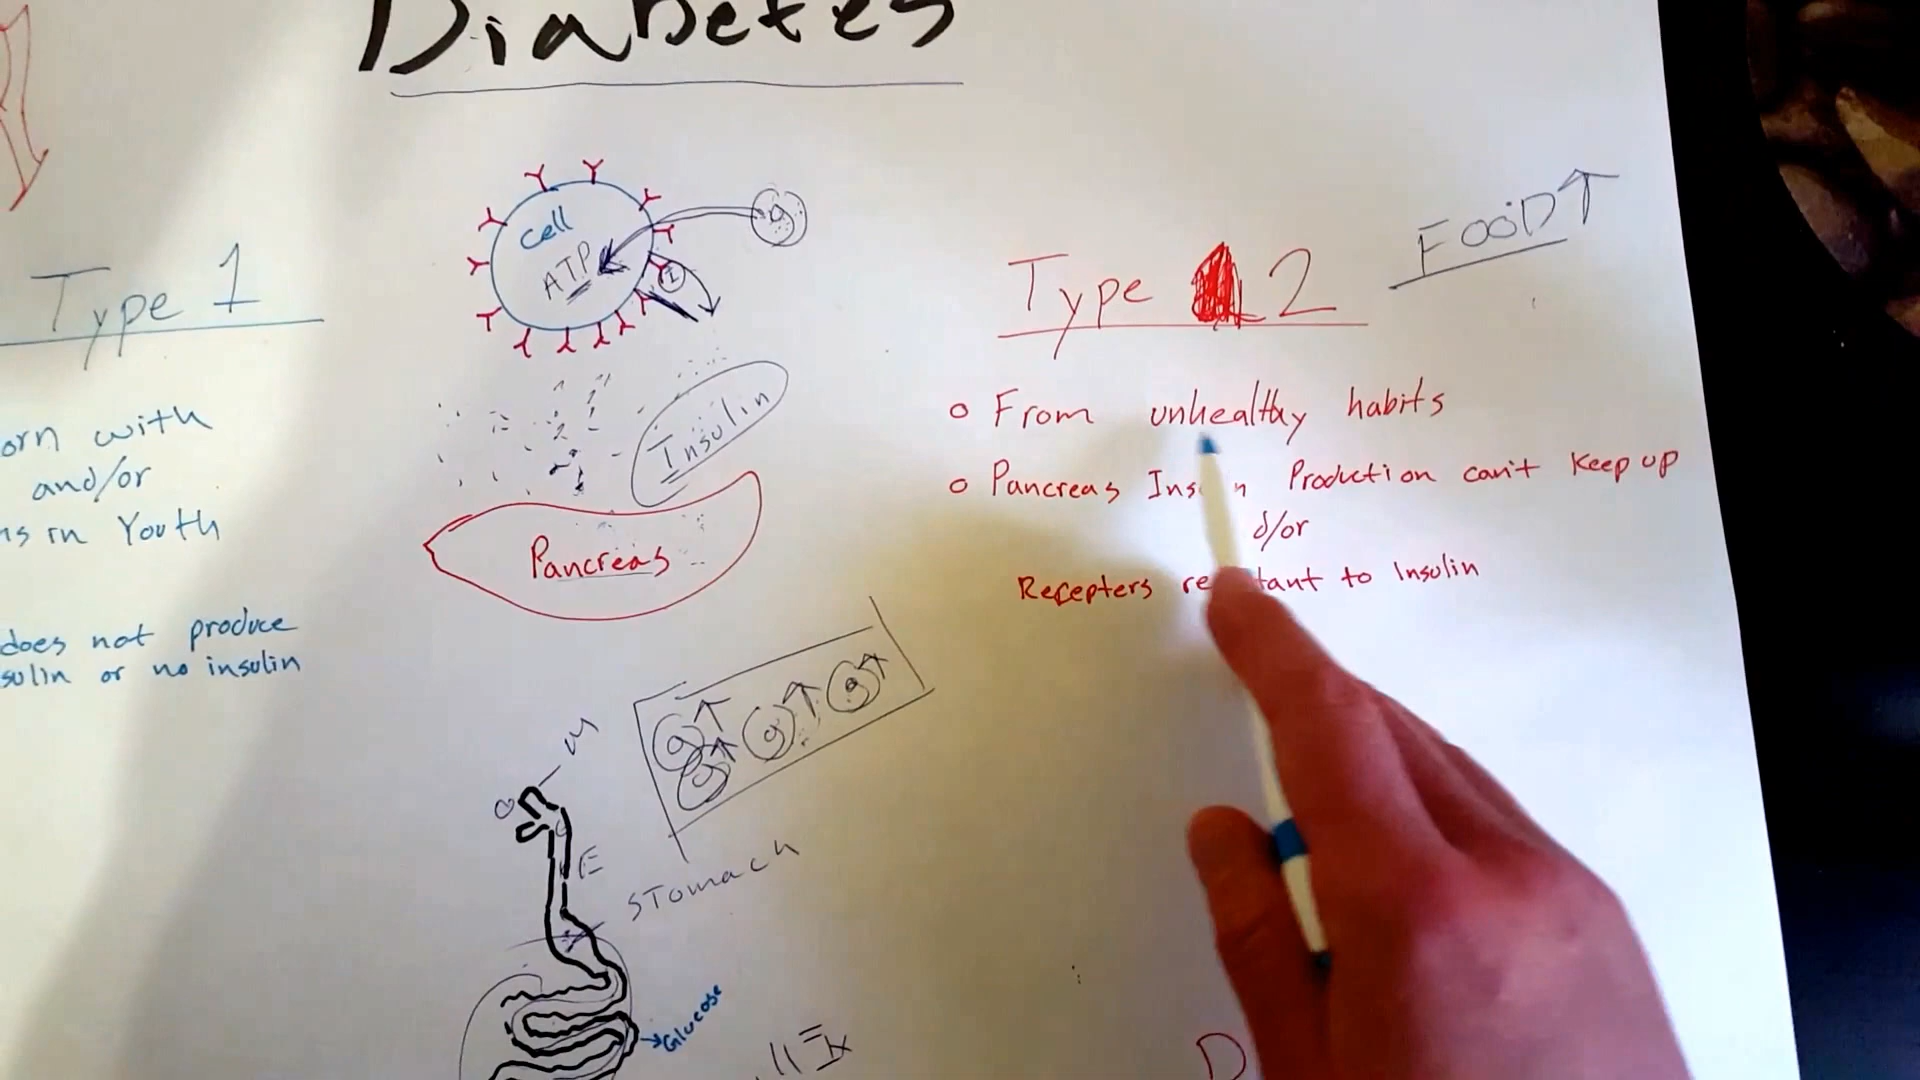 Diabetes
Type 1
orn with
and/or
ns in Youth
does not produce
sulin or no insulin
cell
ATP
g
I
Insulin
Pancreas
g g g
g
M
E
STomach
Glucose
FOOD↑
Type 2
From unhealthy habits
Pancreas Production can't Keep up
d/or
Recepters to Insulin
D